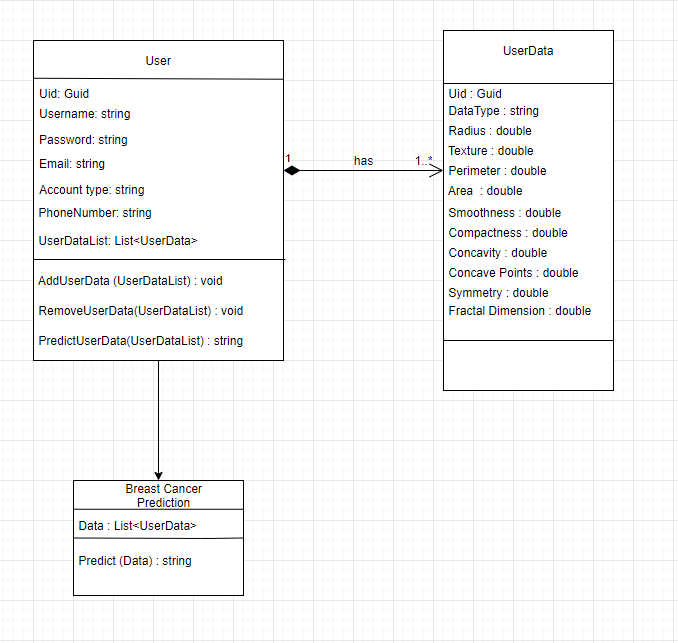 User
Uid: Guid
Username: string
Password: string
Email: string
Account type: string
PhoneNumber: string
UserDataList: List<UserData>
AddUserData (UserDataList) : void
RemoveUserData(UserDataList) : void
PredictUserData(UserDataList) : string
1
has
1..*
UserData
Uid : Guid
DataType : string
Radius : double
Texture : double
Perimeter : double
Area : double
Smoothness : double
Compactness : double
Concavity : double
Concave Points : double
Symmetry : double
Fractal Dimension : double
Breast Cancer
Prediction
Data : List<UserData>
Predict (Data) : string